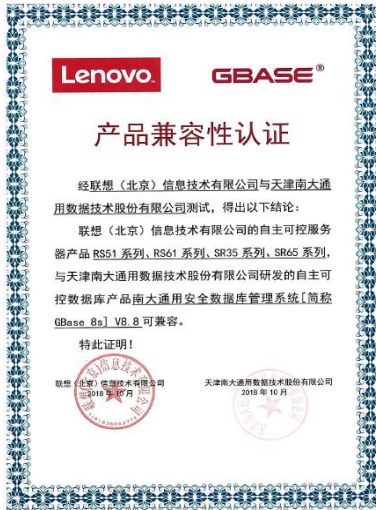 Lenovo.
GBASE®
产品兼容性认证
经联想（北京）信息技术有限公司与天津南大通
用数据技术股份有限公司测试，得出以下结论：
联想（北京）信息技术有限公司的自主可控服务
器产品 RS51 系列、RS61 系列、SR35 系列、SR65 系列，
与天津南大通用数据技术股份有限公司研发的自主可
控数据库产品南大通用安全数据库管理系统[简称
GBase 8s] V8.8 可兼容。
特此证明！
联想（北京）信息技术有限公司
2018 年 10 月
天津南大通用数据技术股份有限公司
2018 年 10 月